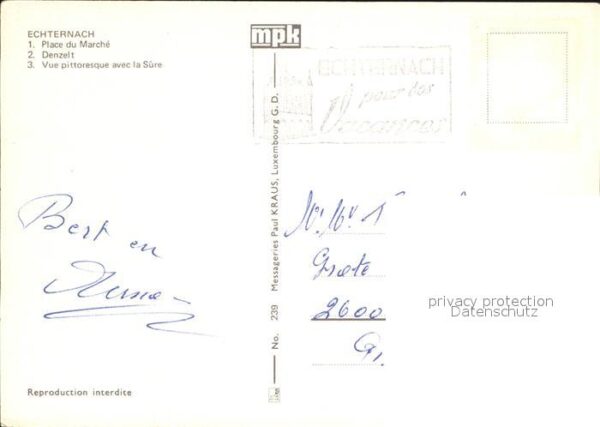 ECHTERNACH
1. Place du Marché
2. Denzelt
3. Vue pittoresque avec la Sûre
mpk
ECHTERNACH
pour les
Vacances
Bert en
No. 239 Messageries Paul KRAUS, Luxembourg G.D.
Grote
2600
privacy protection
Datenschutz
Reproduction interdite